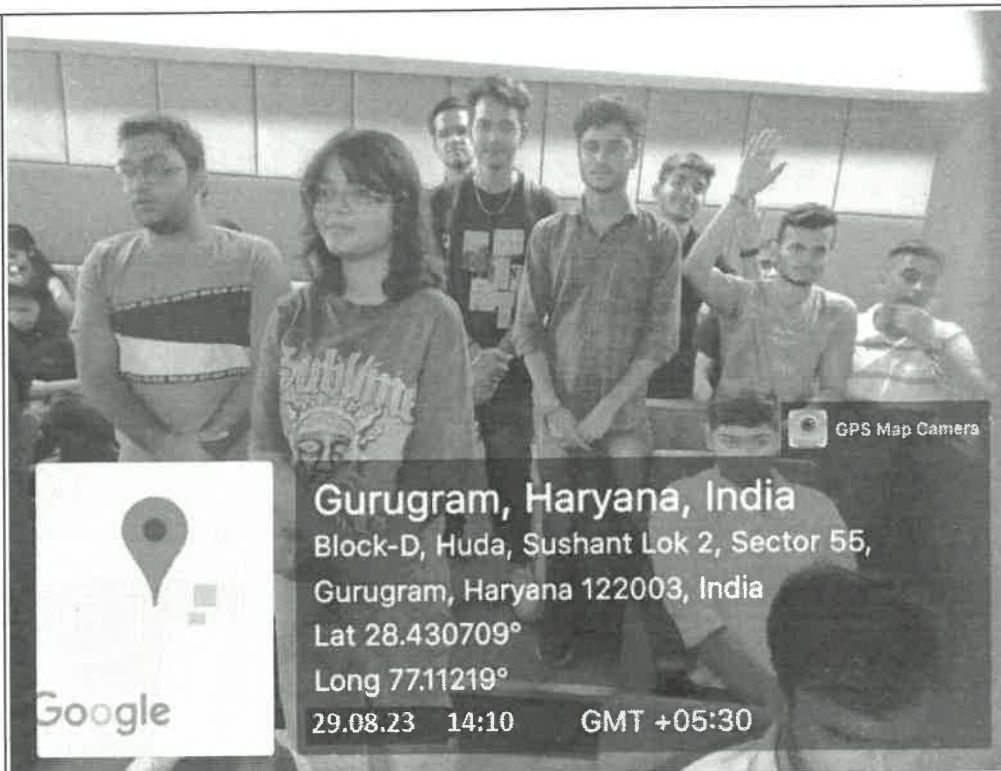 Sublime
GPS Map Camera
Gurugram, Haryana, India
Block-D, Huda, Sushant Lok 2, Sector 55,
Gurugram, Haryana 122003, India
Lat 28.430709°
Long 77.11219°
Google
29.08.23 14:10 GMT +05:30